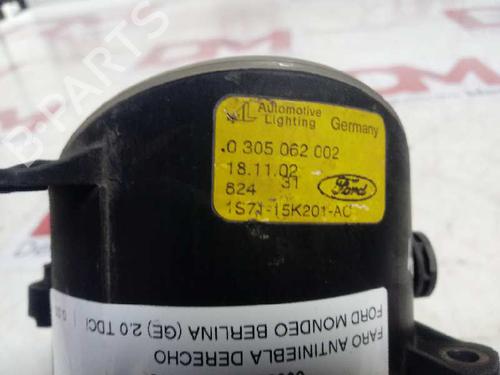 Automotive
Lighting
Germany
0 305 062 002
18.11.02
824 31
Ford
1S71-15K201-AC
FARO ANTINIEBLA DERECHO
FORD MONDEO BERLINA (GE) 2.0 TDCI
B-PARTS